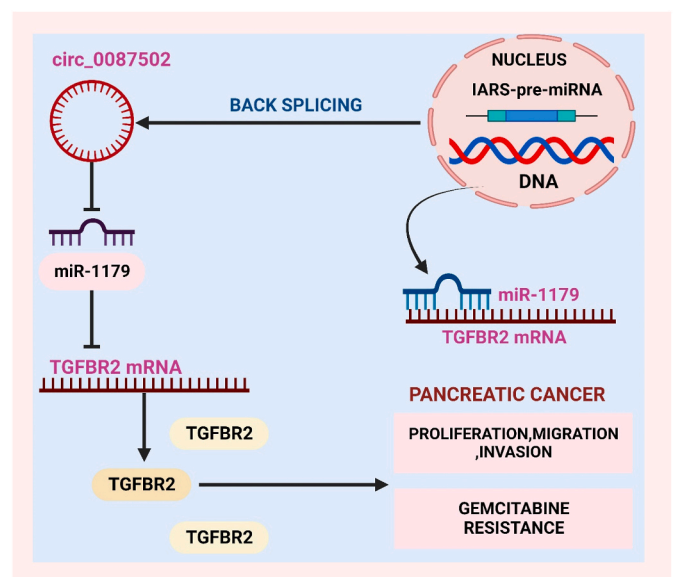 circ_0087502
BACK SPLICING
NUCLEUS
IARS-pre-miRNA
DNA
miR-1179
miR-1179
TGFBR2 mRNA
TGFBR2 mRNA
TGFBR2
TGFBR2
TGFBR2
PANCREATIC CANCER
PROLIFERATION,MIGRATION
,INVASION
GEMCITABINE
RESISTANCE